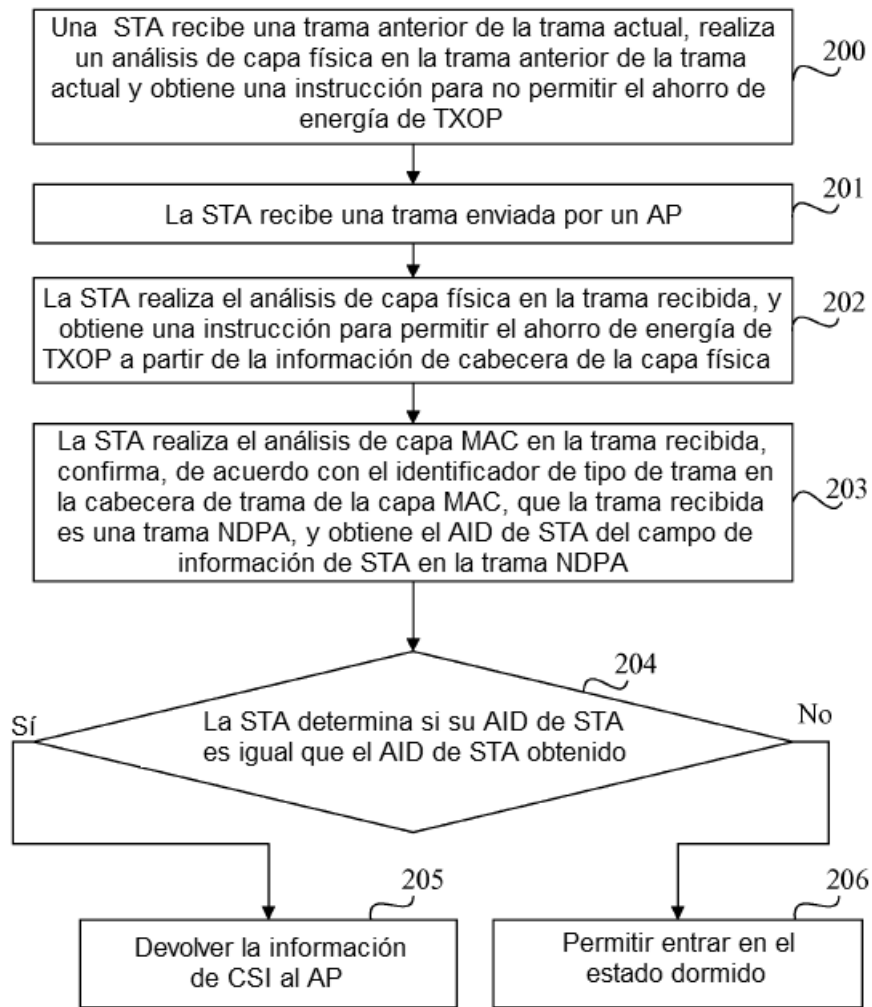 Una STA recibe una trama anterior de la trama actual, realiza
un análisis de capa física en la trama anterior de la trama
actual y obtiene una instrucción para no permitir el ahorro de
energía de TXOP
200
La STA recibe una trama enviada por un AP
201
La STA realiza el análisis de capa física en la trama recibida, y
obtiene una instrucción para permitir el ahorro de energía de
TXOP a partir de la información de cabecera de la capa física
202
La STA realiza el análisis de capa MAC en la trama recibida,
confirma, de acuerdo con el identificador de tipo de trama en
la cabecera de trama de la capa MAC, que la trama recibida
es una trama NDPA, y obtiene el AID de STA del campo de
información de STA en la trama NDPA
203
204
La STA determina si su AID de STA
es igual que el AID de STA obtenido
Sí
No
205
Devolver la información
de CSI al AP
206
Permitir entrar en el
estado dormido